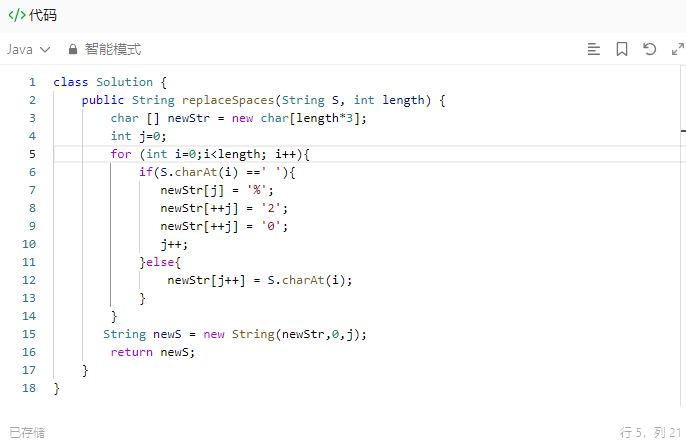 </> 代码
Java 智能模式
1 class Solution {
2 public String replaceSpaces(String S, int length) {
3 char [] newStr = new char[length*3];
4 int j=0;
5 for (int i=0;i<length; i++){
6 if(S.charAt(i) ==' '){
7 newStr[j] = '%';
8 newStr[++j] = '2';
9 newStr[++j] = '0';
10 j++;
11 }else{
12 newStr[j++] = S.charAt(i);
13 }
14 }
15 String newS = new String(newStr,0,j);
16 return newS;
17 }
18 }
已存储 行 5, 列 21